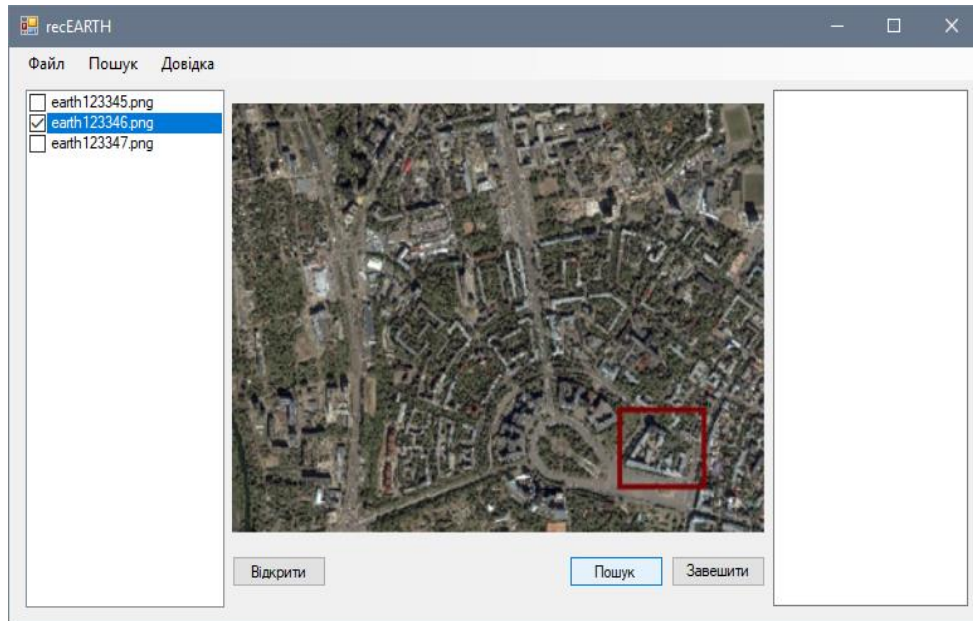 recEARTH
Файл Пошук Довідка
earth123345.png
earth123346.png
earth123347.png
Відкрити Пошук Завешити